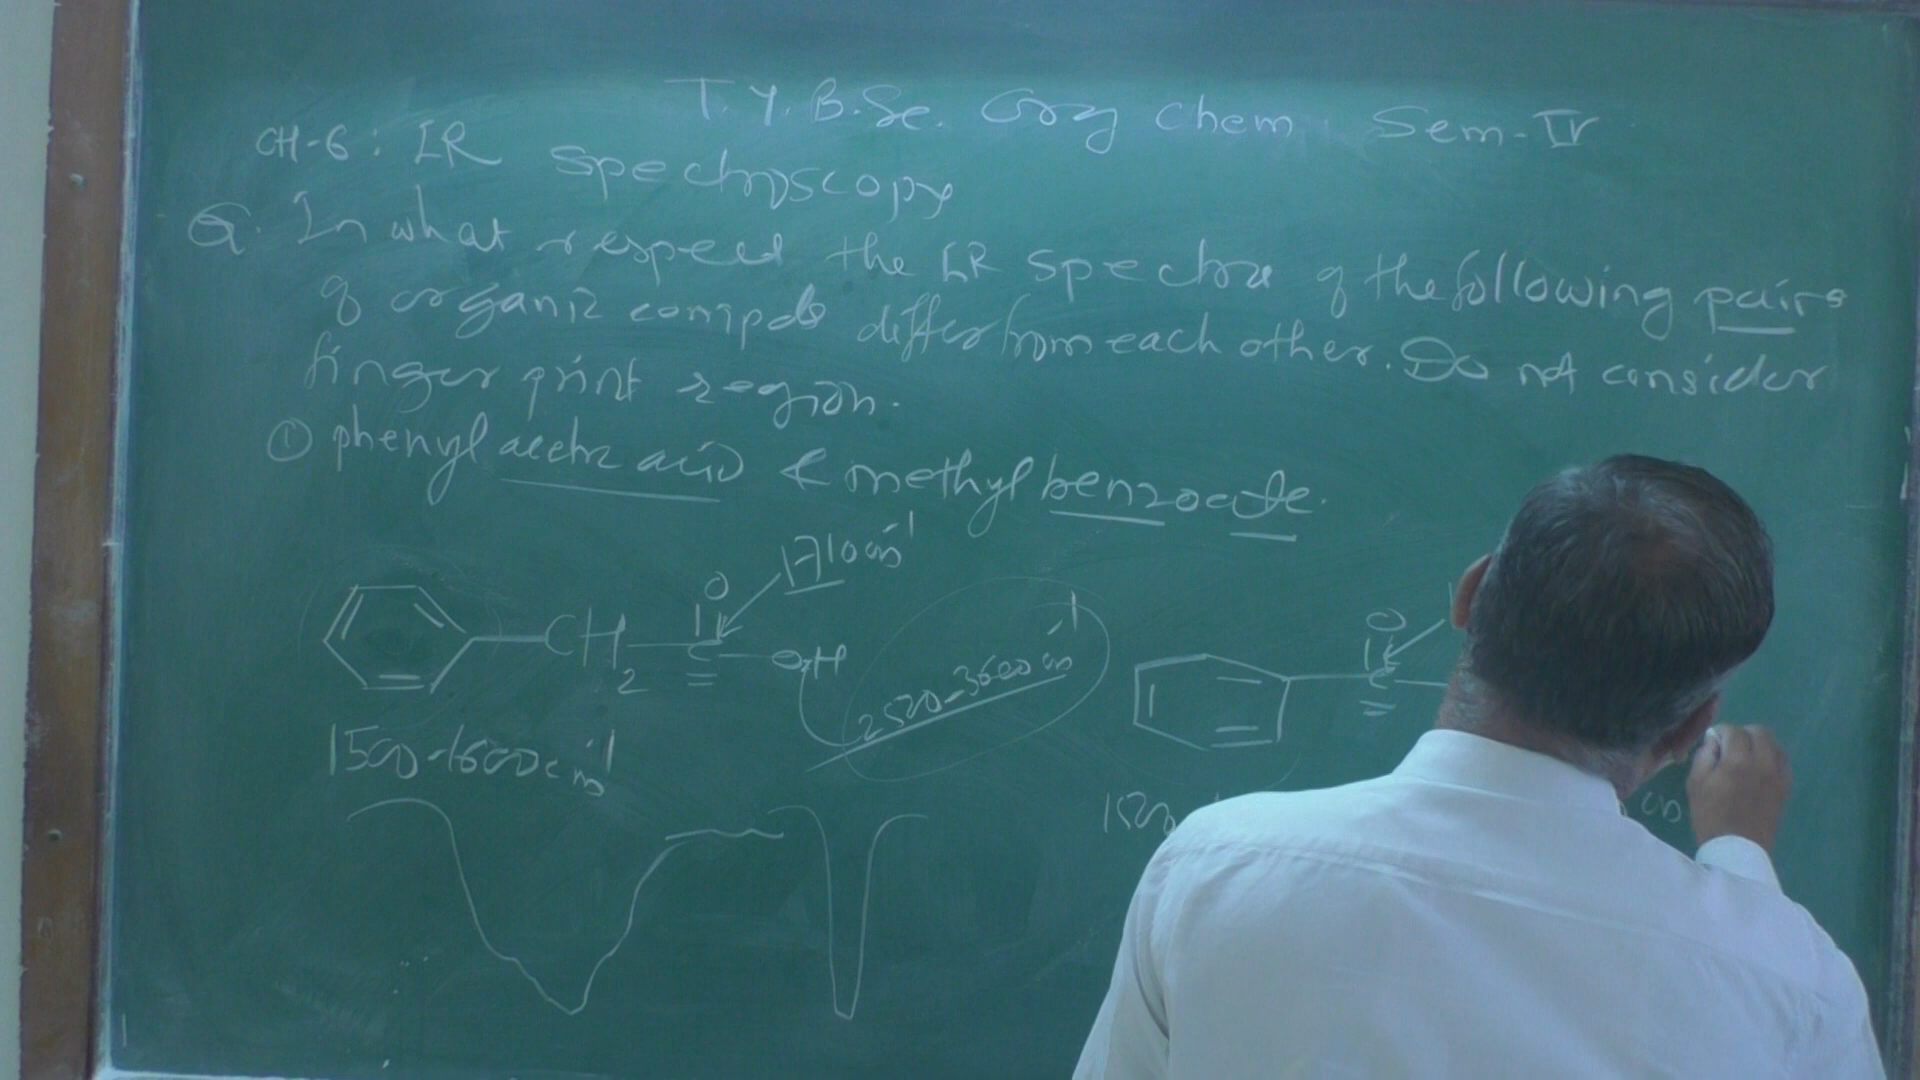 T.Y.B.Sc. Org Chem. Sem-IV
CH-6: IR Spectroscopy
Q. In what respect the IR spectra of the following pairs
of organic compds differ from each other. Do not consider
finger print region.
① phenyl acetic acid & methyl benzoate.
1710 cm⁻¹
O
CH2 C OH
2500-3600 cm⁻¹
1500-1600 cm⁻¹
O
C
cm